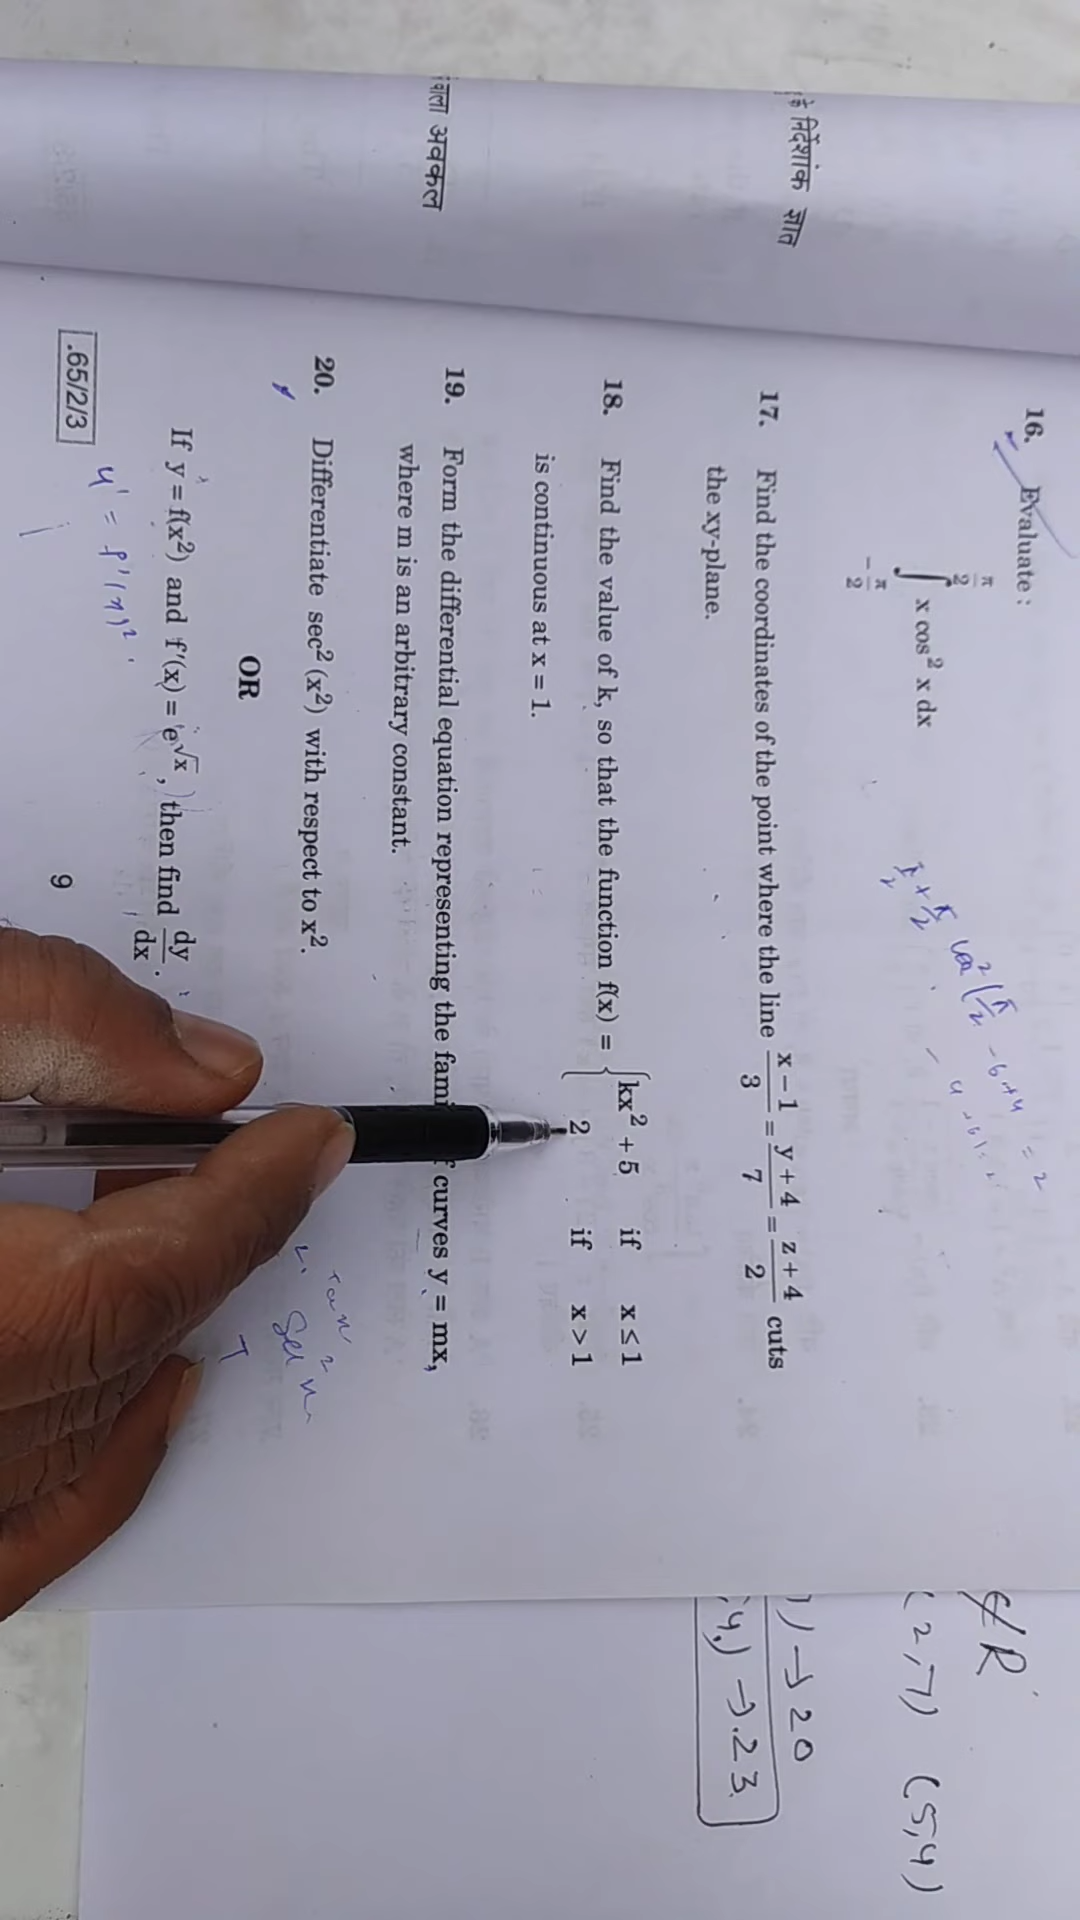 के निर्देशांक ज्ञात
वाला अवकल
16. Evaluate :
π/2
∫ x cos² x dx
-π/2
17. Find the coordinates of the point where the line (x – 1)/3 = (y + 4)/7 = (z + 4)/2 cuts
the xy-plane.
18. Find the value of k, so that the function f(x) = { kx² + 5 if x ≤ 1
2 if x > 1
is continuous at x = 1.
19. Form the differential equation representing the fami f curves y = mx,
where m is an arbitrary constant.
20. Differentiate sec² (x²) with respect to x².
OR
If y = f(x²) and f′(x) = e^√x, then find dy/dx.
.65/2/3
9
(2,7) (5,4)
) → 20
4,) → 23